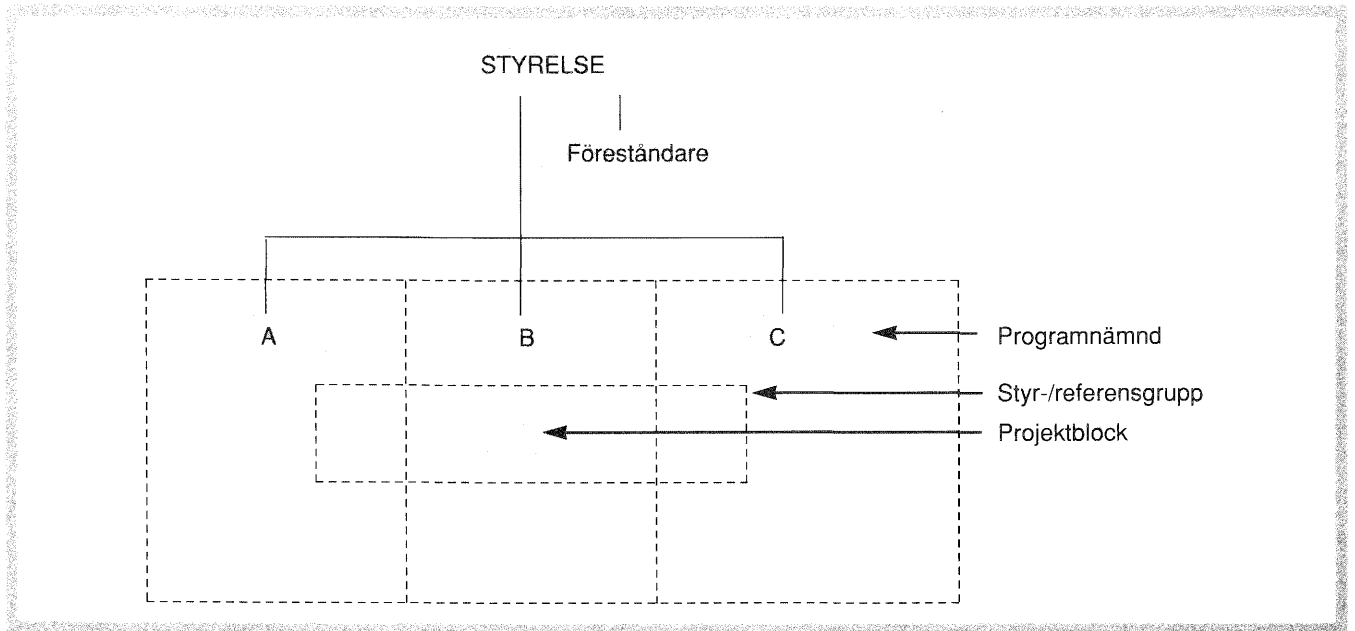 STYRELSE
Föreståndare
A B C
Programnämnd
Styr-/referensgrupp
Projektblock